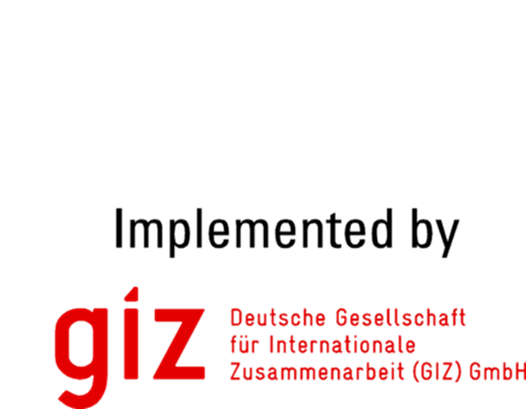 Implemented by
giz
Deutsche Gesellschaft
für Internationale
Zusammenarbeit (GIZ) GmbH